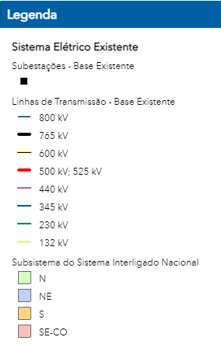 Legenda
Sistema Elétrico Existente
Subestações - Base Existente
Linhas de Transmissão - Base Existente
800 kV
765 kV
600 kV
500 kV; 525 kV
440 kV
345 kV
230 kV
132 kV
Subsistema do Sistema Interligado Nacional
N
NE
S
SE-CO